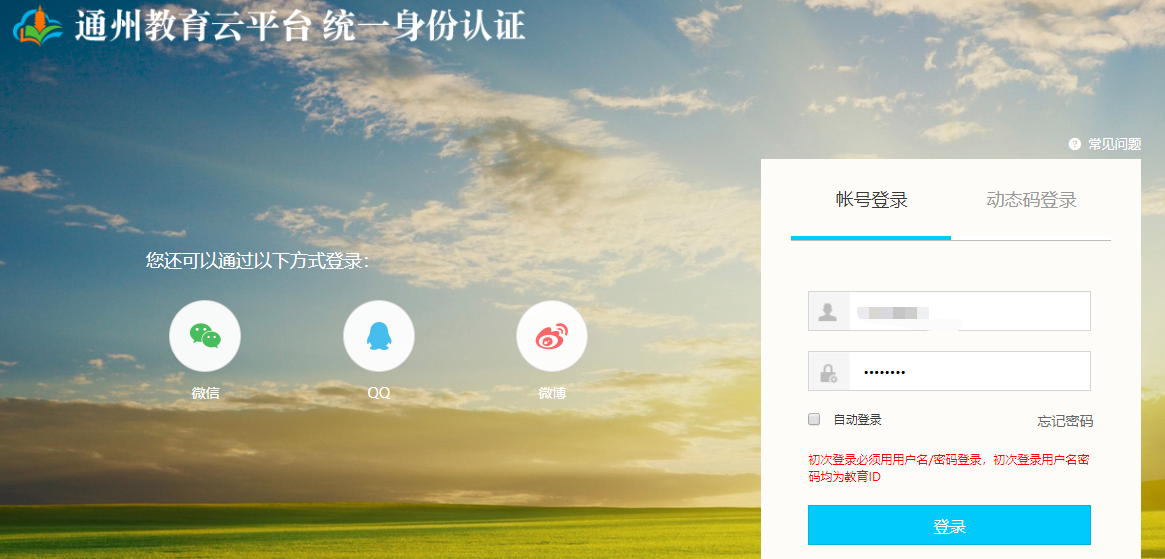 通州教育云平台 统一身份认证
常见问题
帐号登录 动态码登录
您还可以通过以下方式登录：
微信 QQ 微博
自动登录 忘记密码
初次登录必须用用户名/密码登录，初次登录用户名密
码均为教育ID
登录